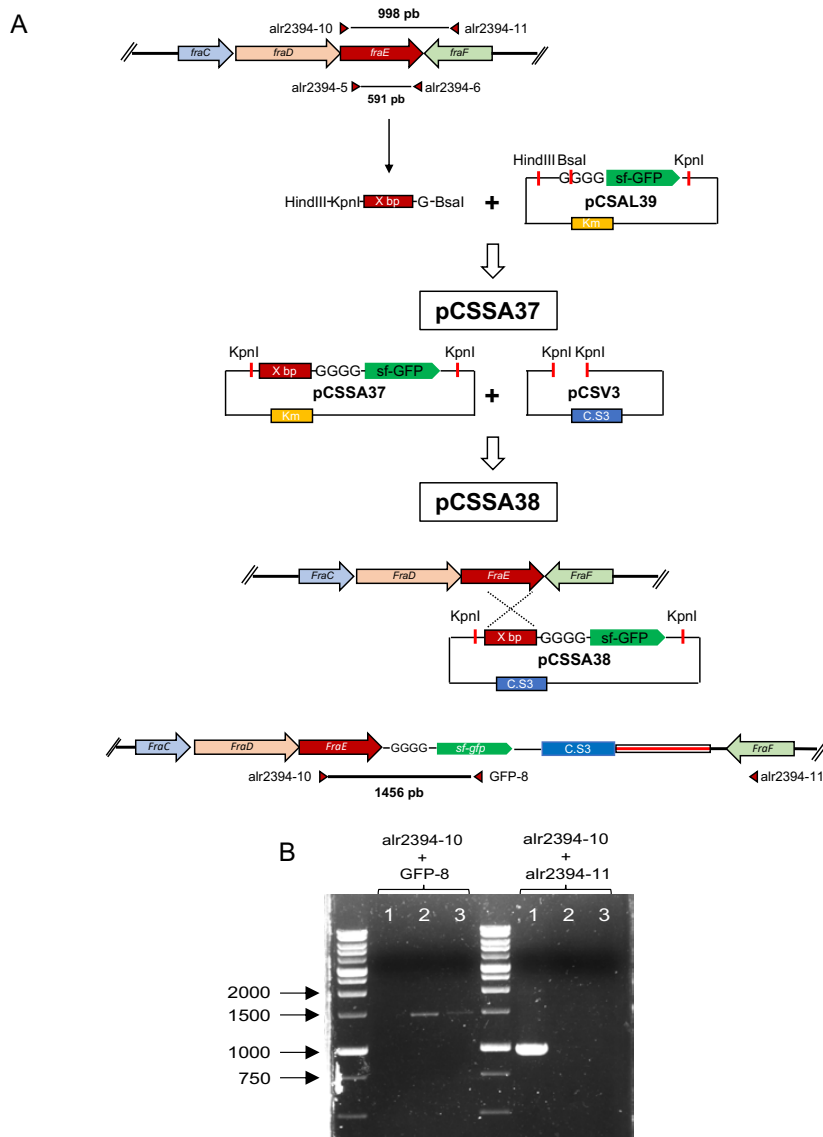 A
998 pb
alr2394-10 alr2394-11
fraC fraD fraE fraF
alr2394-5 alr2394-6
591 pb
HindIII BsaI KpnI
GGGG sf-GFP
HindIII-KpnI X bp -G-BsaI + pCSAL39
Km
pCSSA37
KpnI KpnI KpnI KpnI
X bp GGGG sf-GFP
pCSSA37 + pCSV3
Km C.S3
pCSSA38
FraC FraD FraE FraF
KpnI KpnI
X bp GGGG sf-GFP
pCSSA38
C.S3
FraC FraD FraE -GGGG- sf-gfp C.S3 FraF
alr2394-10 GFP-8 alr2394-11
1456 pb
B
alr2394-10 alr2394-10
+ +
GFP-8 alr2394-11
1 2 3 1 2 3
2000
1500
1000
750